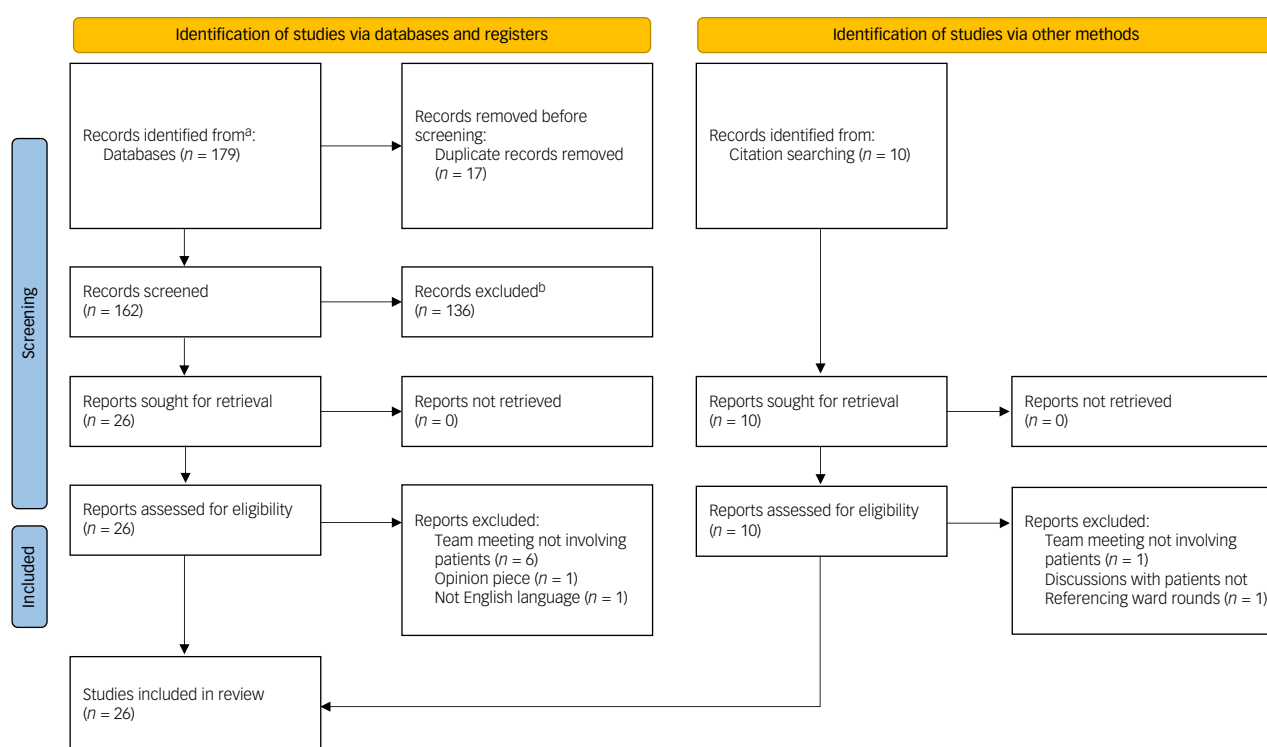 Identification of studies via databases and registers
Identification of studies via other methods
Screening
Included
Records identified fromᵃ:
Databases (n = 179)
Records removed before
screening:
Duplicate records removed
(n = 17)
Records identified from:
Citation searching (n = 10)
Records screened
(n = 162)
Records excludedᵇ
(n = 136)
Reports sought for retrieval
(n = 26)
Reports not retrieved
(n = 0)
Reports sought for retrieval
(n = 10)
Reports not retrieved
(n = 0)
Reports assessed for eligibility
(n = 26)
Reports excluded:
Team meeting not involving
patients (n = 6)
Opinion piece (n = 1)
Not English language (n = 1)
Reports assessed for eligibility
(n = 10)
Reports excluded:
Team meeting not involving
patients (n = 1)
Discussions with patients not
Referencing ward rounds (n = 1)
Studies included in review
(n = 26)